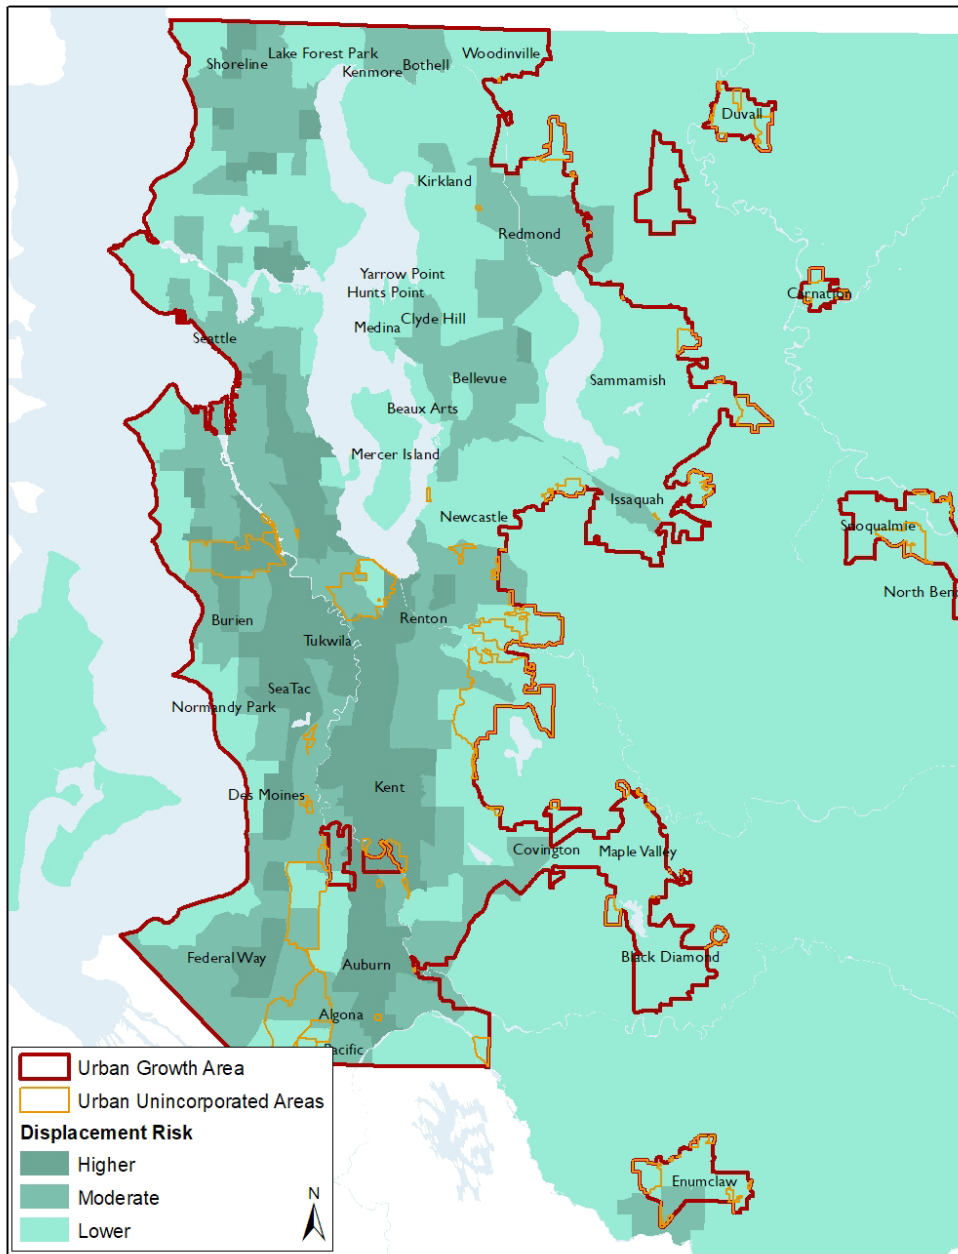 Lake Forest Park
Woodinville
Shoreline
Bothell
Kenmore
Duvall
Kirkland
Redmond
Yarrow Point
Hunts Point
Carnation
Clyde Hill
Medina
Seattle
Bellevue
Sammamish
Beaux Arts
Mercer Island
Issaquah
Newcastle
Snoqualmie
North Bend
Burien
Renton
Tukwila
SeaTac
Normandy Park
Kent
Des Moines
Covington
Maple Valley
Federal Way
Auburn
Black Diamond
Algona
Pacific
Urban Growth Area
Urban Unincorporated Areas
Displacement Risk
Higher
Moderate
Lower
N
Enumclaw